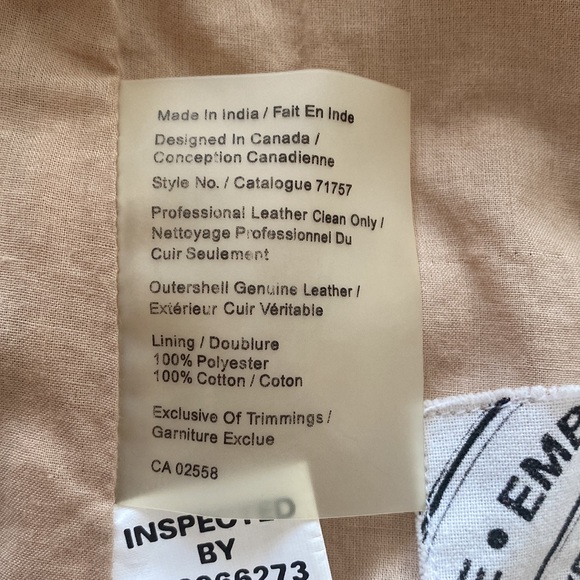 Made In India / Fait En Inde
Designed In Canada /
Conception Canadienne
Style No. / Catalogue 71757
Professional Leather Clean Only /
Nettoyage Professionnel Du
Cuir Seulement
Outershell Genuine Leather /
Extérieur Cuir Véritable
Lining / Doublure
100% Polyester
100% Cotton / Coton
Exclusive Of Trimmings /
Garniture Exclue
CA 02558
INSPECTED
BY